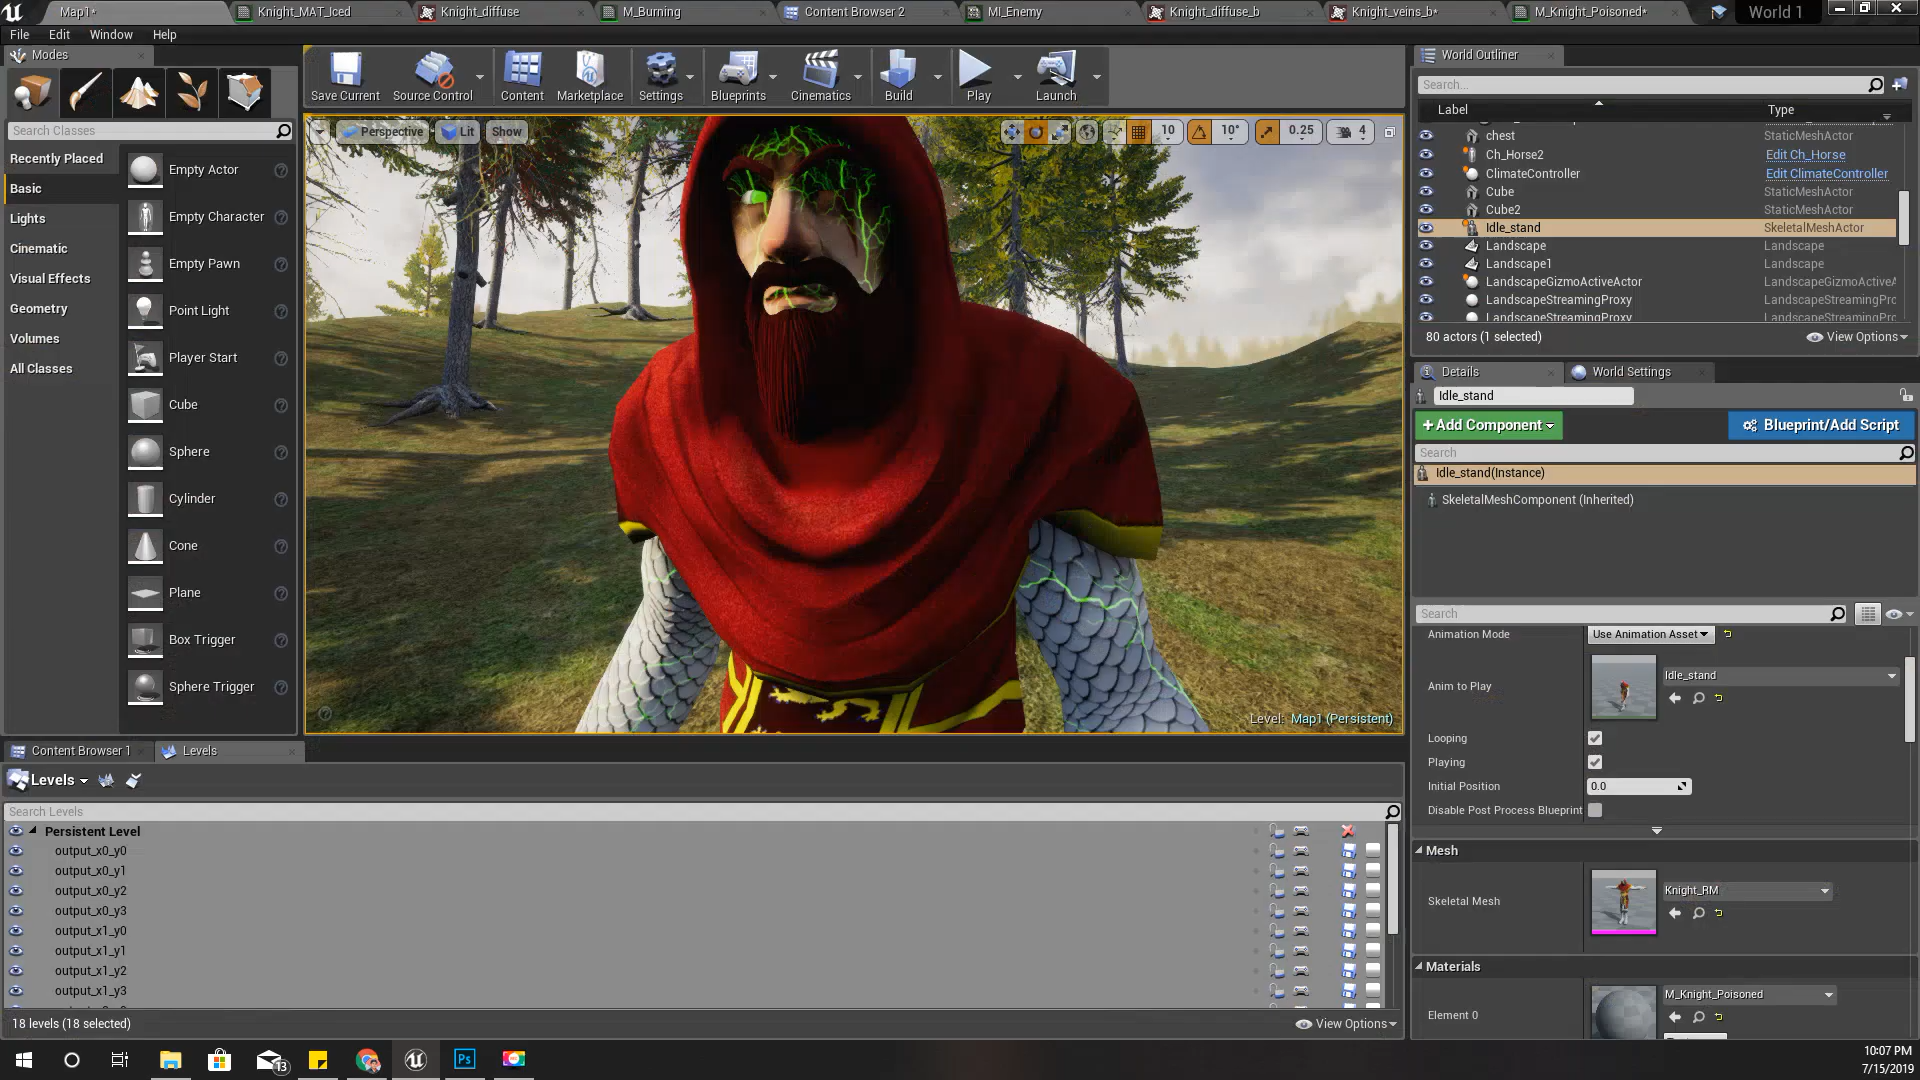 Map1*
Knight_MAT_Iced
Knight_diffuse
M_Burning
Content Browser 2
MI_Enemy
Knight_diffuse_b
Knight_veins_b*
M_Knight_Poisoned*
World 1
File
Edit
Window
Help
Modes
Save Current
Source Control
Content
Marketplace
Settings
Blueprints
Cinematics
Build
Play
Launch
World Outliner
Search...
Label
Type
Search Classes
Recently Placed
Basic
Lights
Cinematic
Visual Effects
Geometry
Volumes
All Classes
Empty Actor
Empty Character
Empty Pawn
Point Light
Player Start
Cube
Sphere
Cylinder
Cone
Plane
Box Trigger
Sphere Trigger
Perspective
Lit
Show
10
10°
0.25
4
Level: Map1 (Persistent)
chest StaticMeshActor
Ch_Horse2 Edit Ch_Horse
ClimateController Edit ClimateController
Cube StaticMeshActor
Cube2 StaticMeshActor
Idle_stand SkeletalMeshActor
Landscape Landscape
Landscape1 Landscape
LandscapeGizmoActiveActor LandscapeGizmoActiveA
LandscapeStreamingProxy LandscapeStreamingPro
LandscapeStreamingProxy LandscapeStreamingPro
80 actors (1 selected)
View Options
Details
World Settings
Idle_stand
+Add Component
Blueprint/Add Script
Search
Idle_stand(Instance)
SkeletalMeshComponent (Inherited)
Search
Animation Mode
Use Animation Asset
Anim to Play
Idle_stand
Looping
Playing
Initial Position
0.0
Disable Post Process Blueprint
Mesh
Skeletal Mesh
Knight_RM
Materials
Element 0
M_Knight_Poisoned
Content Browser 1
Levels
Levels
Search Levels
Persistent Level
output_x0_y0
output_x0_y1
output_x0_y2
output_x0_y3
output_x1_y0
output_x1_y1
output_x1_y2
output_x1_y3
18 levels (18 selected)
View Options
13
Ps
10:07 PM
7/15/2019